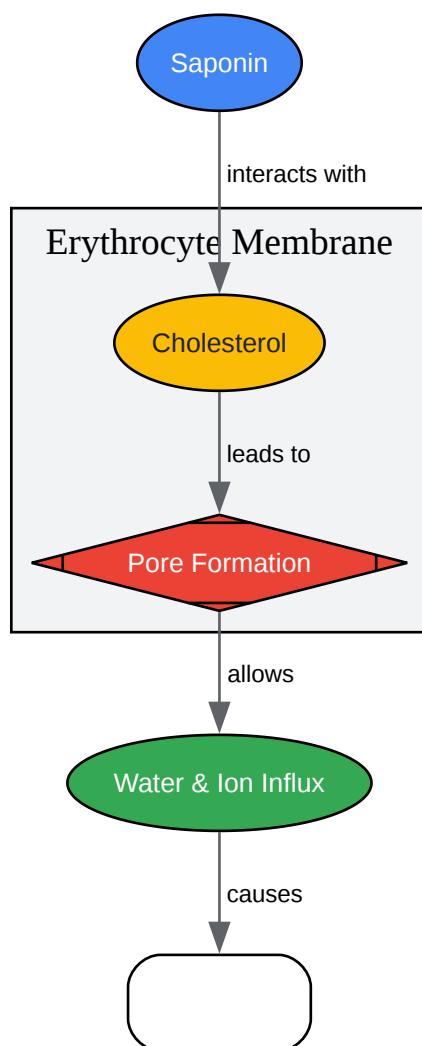 Saponin
interacts with
Erythrocyte Membrane
Cholesterol
leads to
Pore Formation
allows
Water & Ion Influx
causes